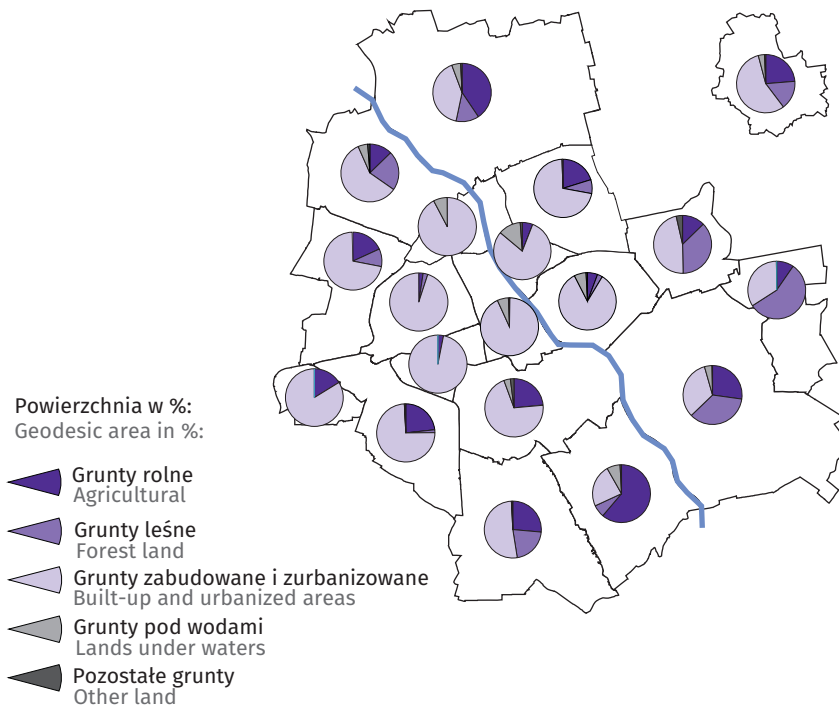 Powierzchnia w %:
Geodesic area in %:
Grunty rolne
Agricultural
Grunty leśne
Forest land
Grunty zabudowane i zurbanizowane
Built-up and urbanized areas
Grunty pod wodami
Lands under waters
Pozostałe grunty
Other land